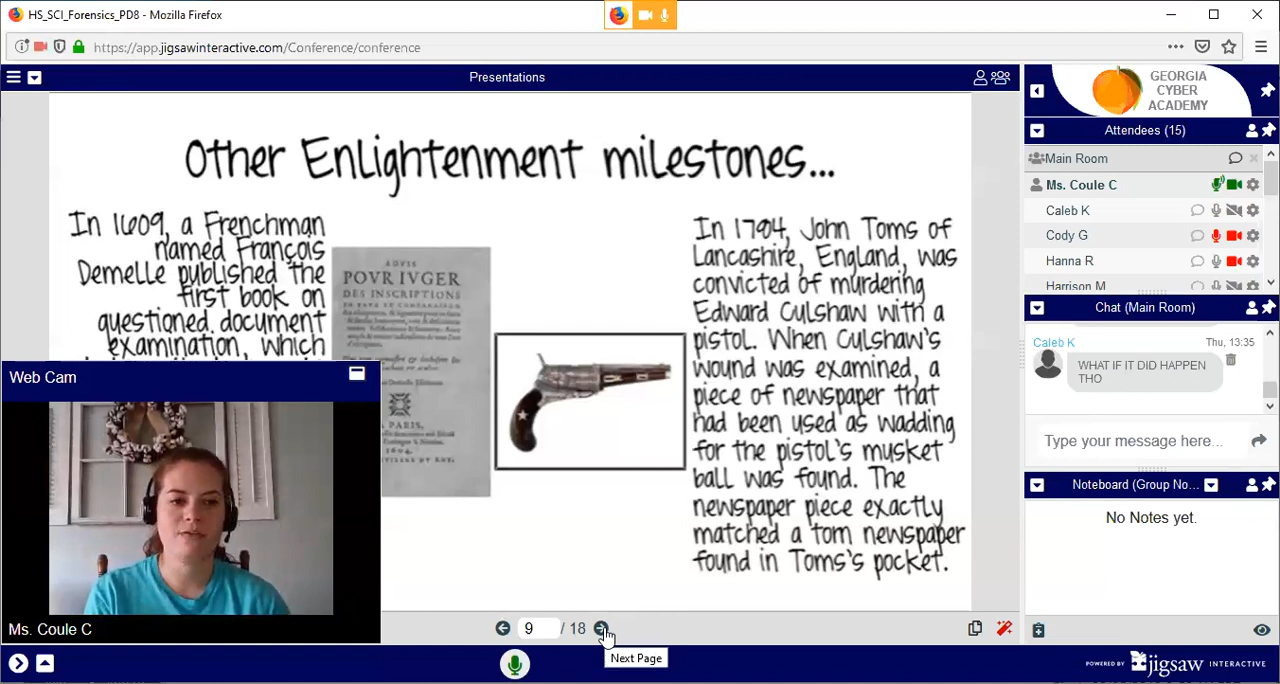 HS_SCI_Forensics_PD8 - Mozilla Firefox
https://app.jigsawinteractive.com/Conference/conference
Presentations
GEORGIA
CYBER
ACADEMY
Attendees (15)
Main Room
Ms. Coule C
Caleb K
Cody G
Hanna R
Harrison M
Chat (Main Room)
Caleb K
Thu, 13:35
WHAT IF IT DID HAPPEN
THO
Type your message here...
Noteboard (Group No...
No Notes yet.
Other Enlightenment milestones...
In 1609, a Frenchman
named François
Demelle published the
first book on
questioned document
examination, which
ADVIS
POVR IVGER
DES INSCRIPTIONS
PARIS,
In 1784, John Toms of
Lancashire, England, was
convicted of murdering
Edward Culshaw with a
pistol. When Culshaw's
wound was examined, a
piece of newspaper that
had been used as wadding
for the pistol's musket
ball was found. The
newspaper piece exactly
matched a torn newspaper
found in Toms's pocket.
Web Cam
Ms. Coule C
9 / 18
Next Page
POWERED BY jigsaw INTERACTIVE